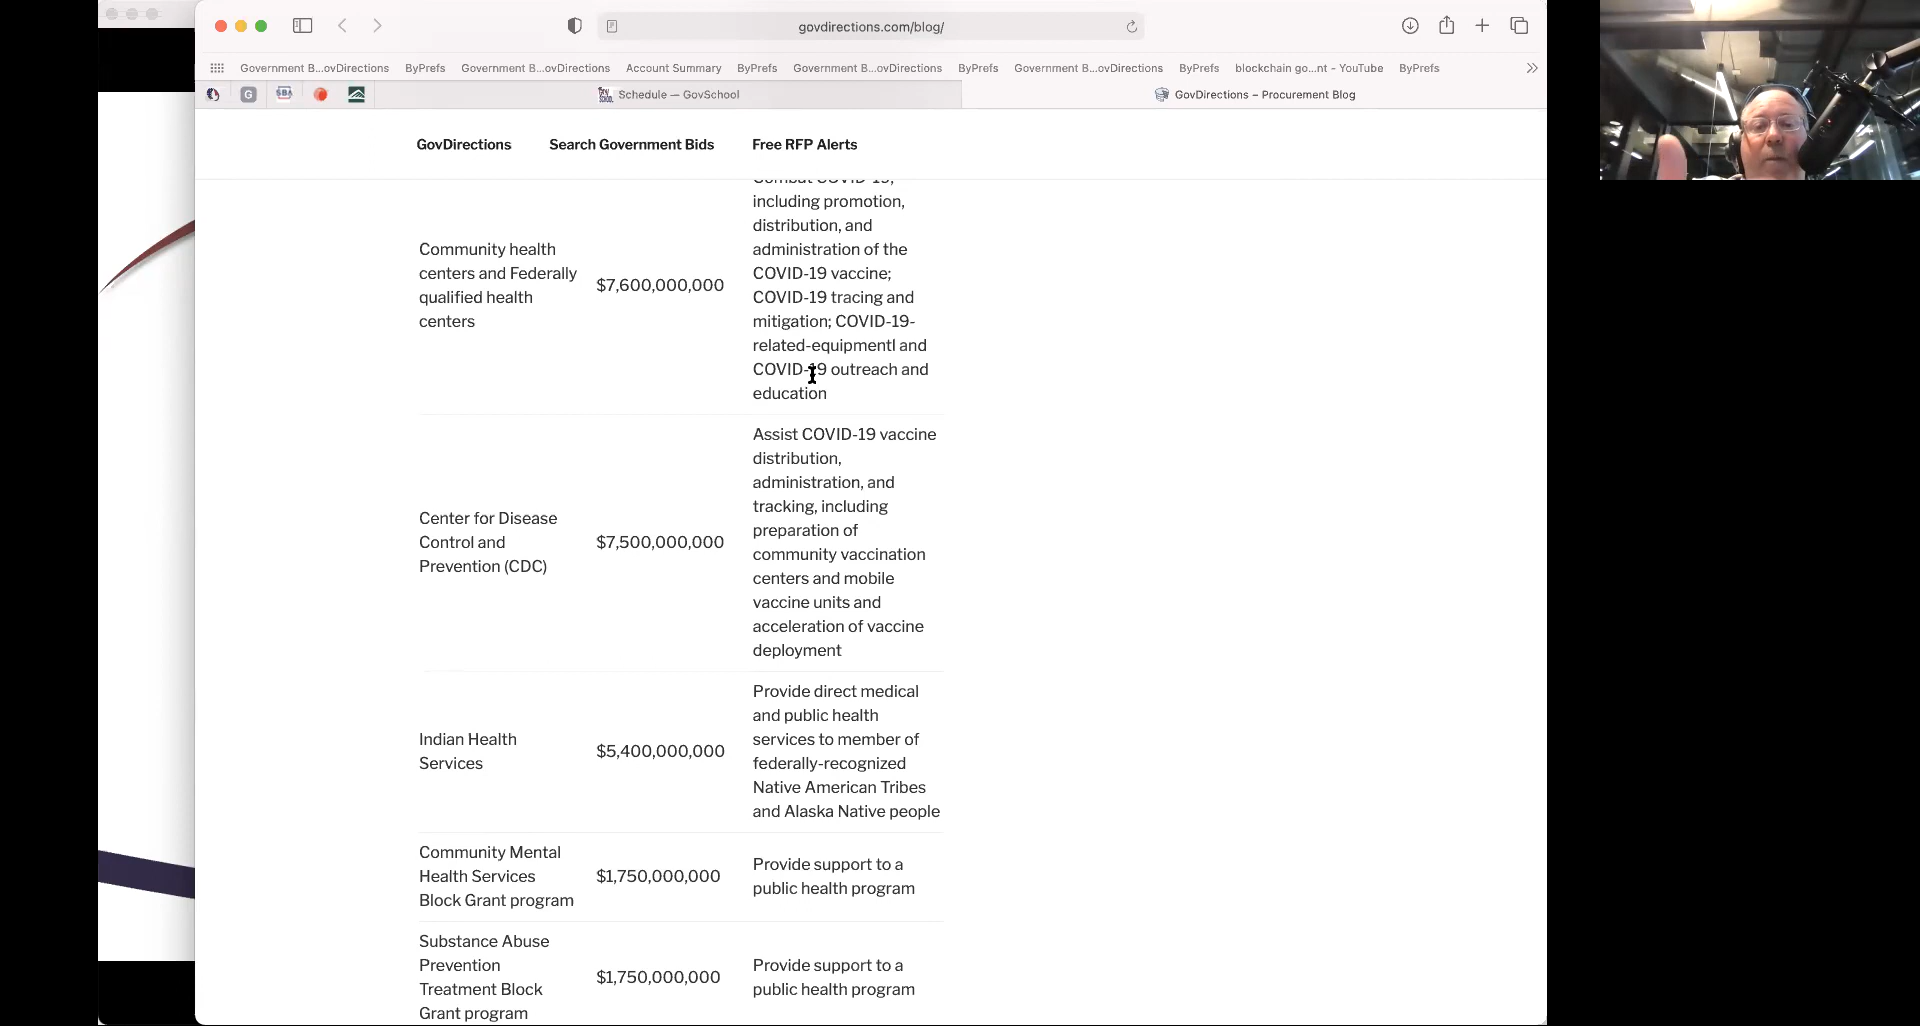 govdirections.com/blog/
Government B...ovDirections
ByPrefs
Government B...ovDirections
Account Summary
ByPrefs
Government B...ovDirections
ByPrefs
Government B...ovDirections
ByPrefs
blockchain go...nt - YouTube
ByPrefs
G
SBA
Schedule — GovSchool
GovDirections – Procurement Blog
GovDirections
Search Government Bids
Free RFP Alerts
Community health
centers and Federally
qualified health
centers
$7,600,000,000
Combat COVID-19,
including promotion,
distribution, and
administration of the
COVID-19 vaccine;
COVID-19 tracing and
mitigation; COVID-19-
related-equipmentl and
COVID-19 outreach and
education
Center for Disease
Control and
Prevention (CDC)
$7,500,000,000
Assist COVID-19 vaccine
distribution,
administration, and
tracking, including
preparation of
community vaccination
centers and mobile
vaccine units and
acceleration of vaccine
deployment
Indian Health
Services
$5,400,000,000
Provide direct medical
and public health
services to member of
federally-recognized
Native American Tribes
and Alaska Native people
Community Mental
Health Services
Block Grant program
$1,750,000,000
Provide support to a
public health program
Substance Abuse
Prevention
Treatment Block
Grant program
$1,750,000,000
Provide support to a
public health program